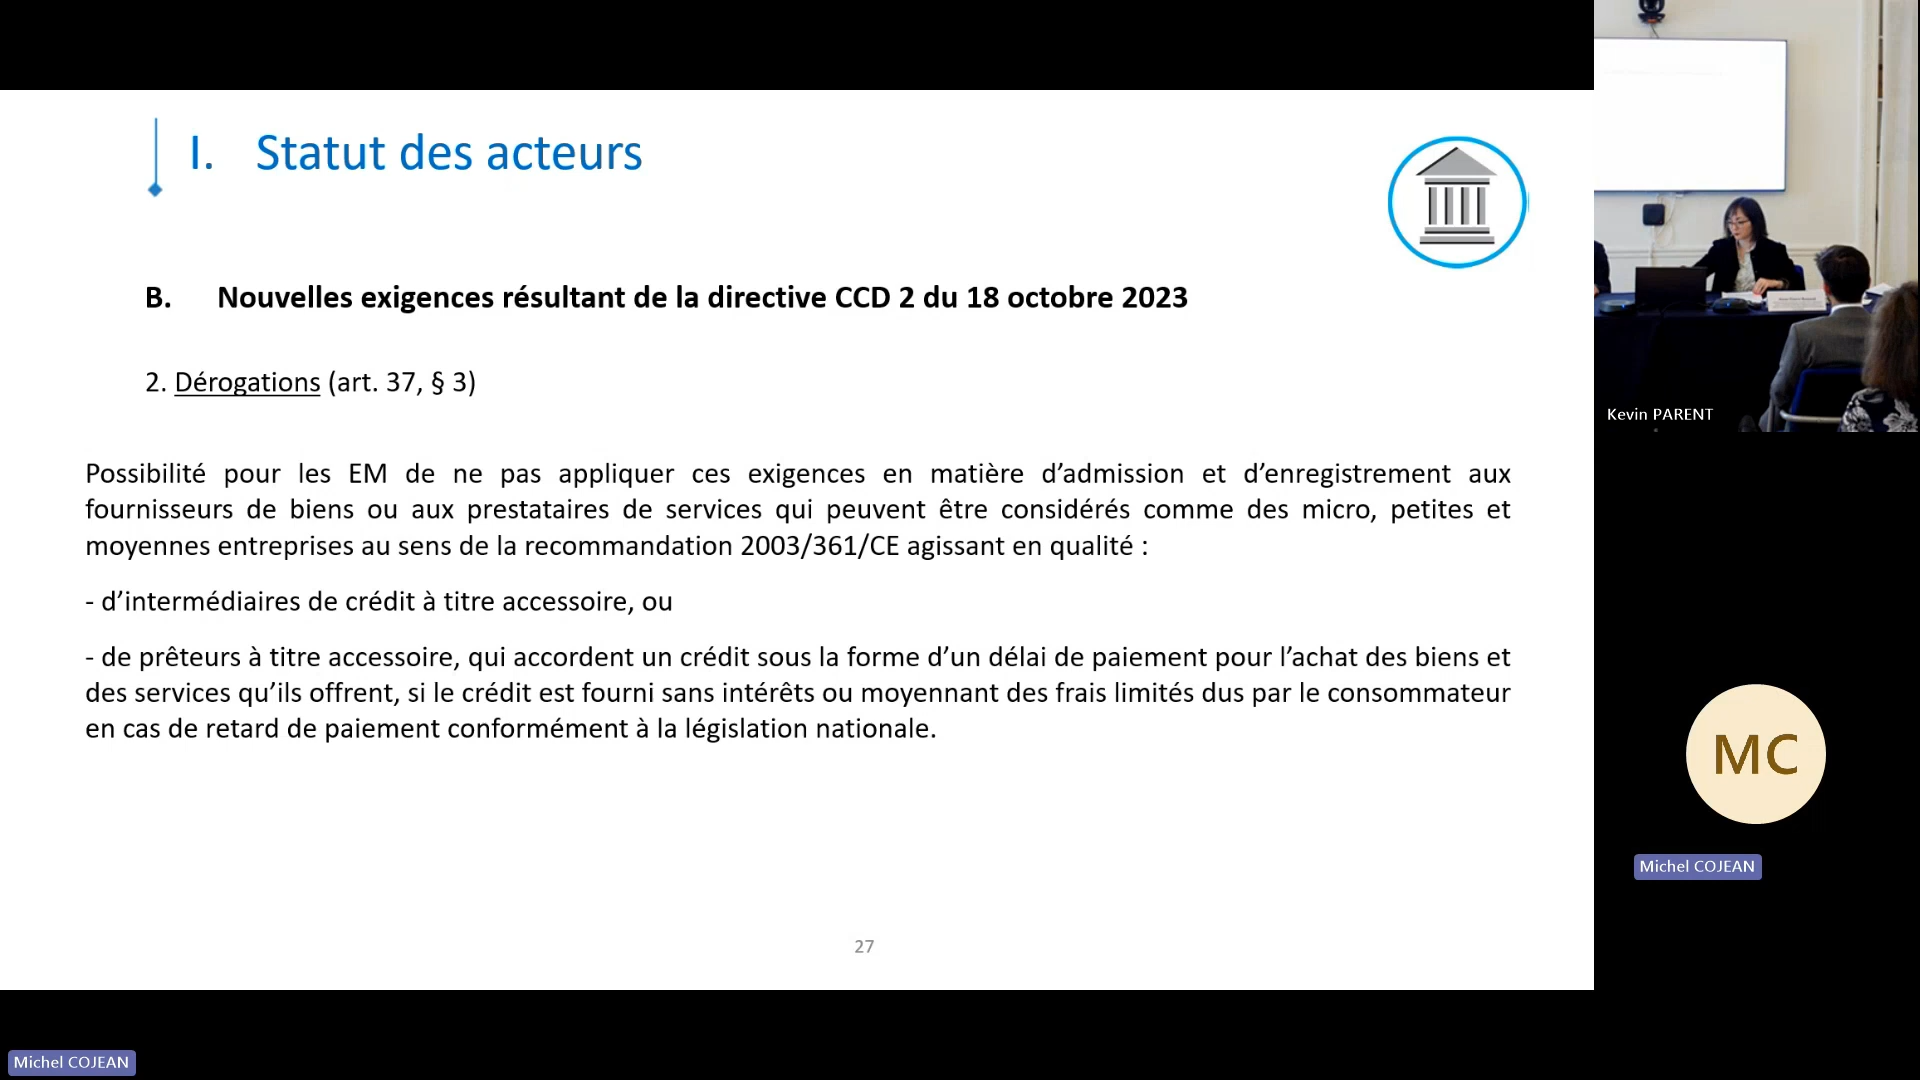 I. Statut des acteurs
B. Nouvelles exigences résultant de la directive CCD 2 du 18 octobre 2023
2. Dérogations (art. 37, § 3)
Possibilité pour les EM de ne pas appliquer ces exigences en matière d’admission et d’enregistrement aux
fournisseurs de biens ou aux prestataires de services qui peuvent être considérés comme des micro, petites et
moyennes entreprises au sens de la recommandation 2003/361/CE agissant en qualité :
- d’intermédiaires de crédit à titre accessoire, ou
- de prêteurs à titre accessoire, qui accordent un crédit sous la forme d’un délai de paiement pour l’achat des biens et
des services qu’ils offrent, si le crédit est fourni sans intérêts ou moyennant des frais limités dus par le consommateur
en cas de retard de paiement conformément à la législation nationale.
27
Kevin PARENT
MC
Michel COJEAN
Michel COJEAN